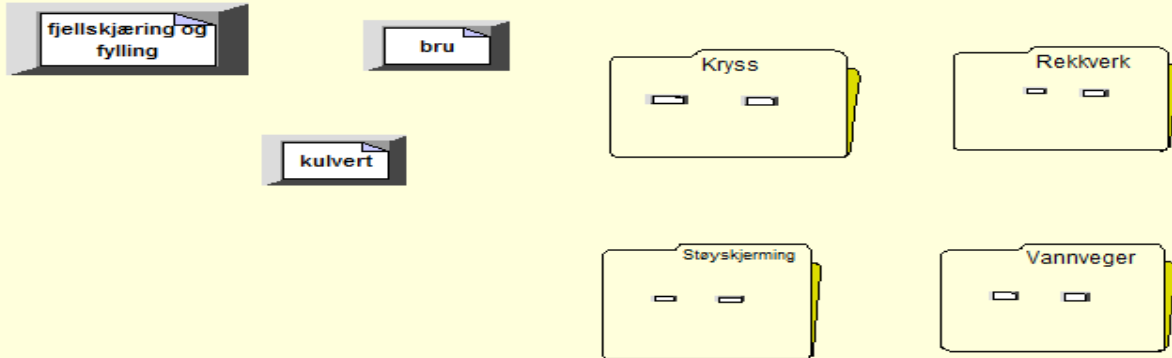 fjellskjæring og
fylling
bru
kulvert
Kryss
Rekkverk
Støyskjerming
Vannveger